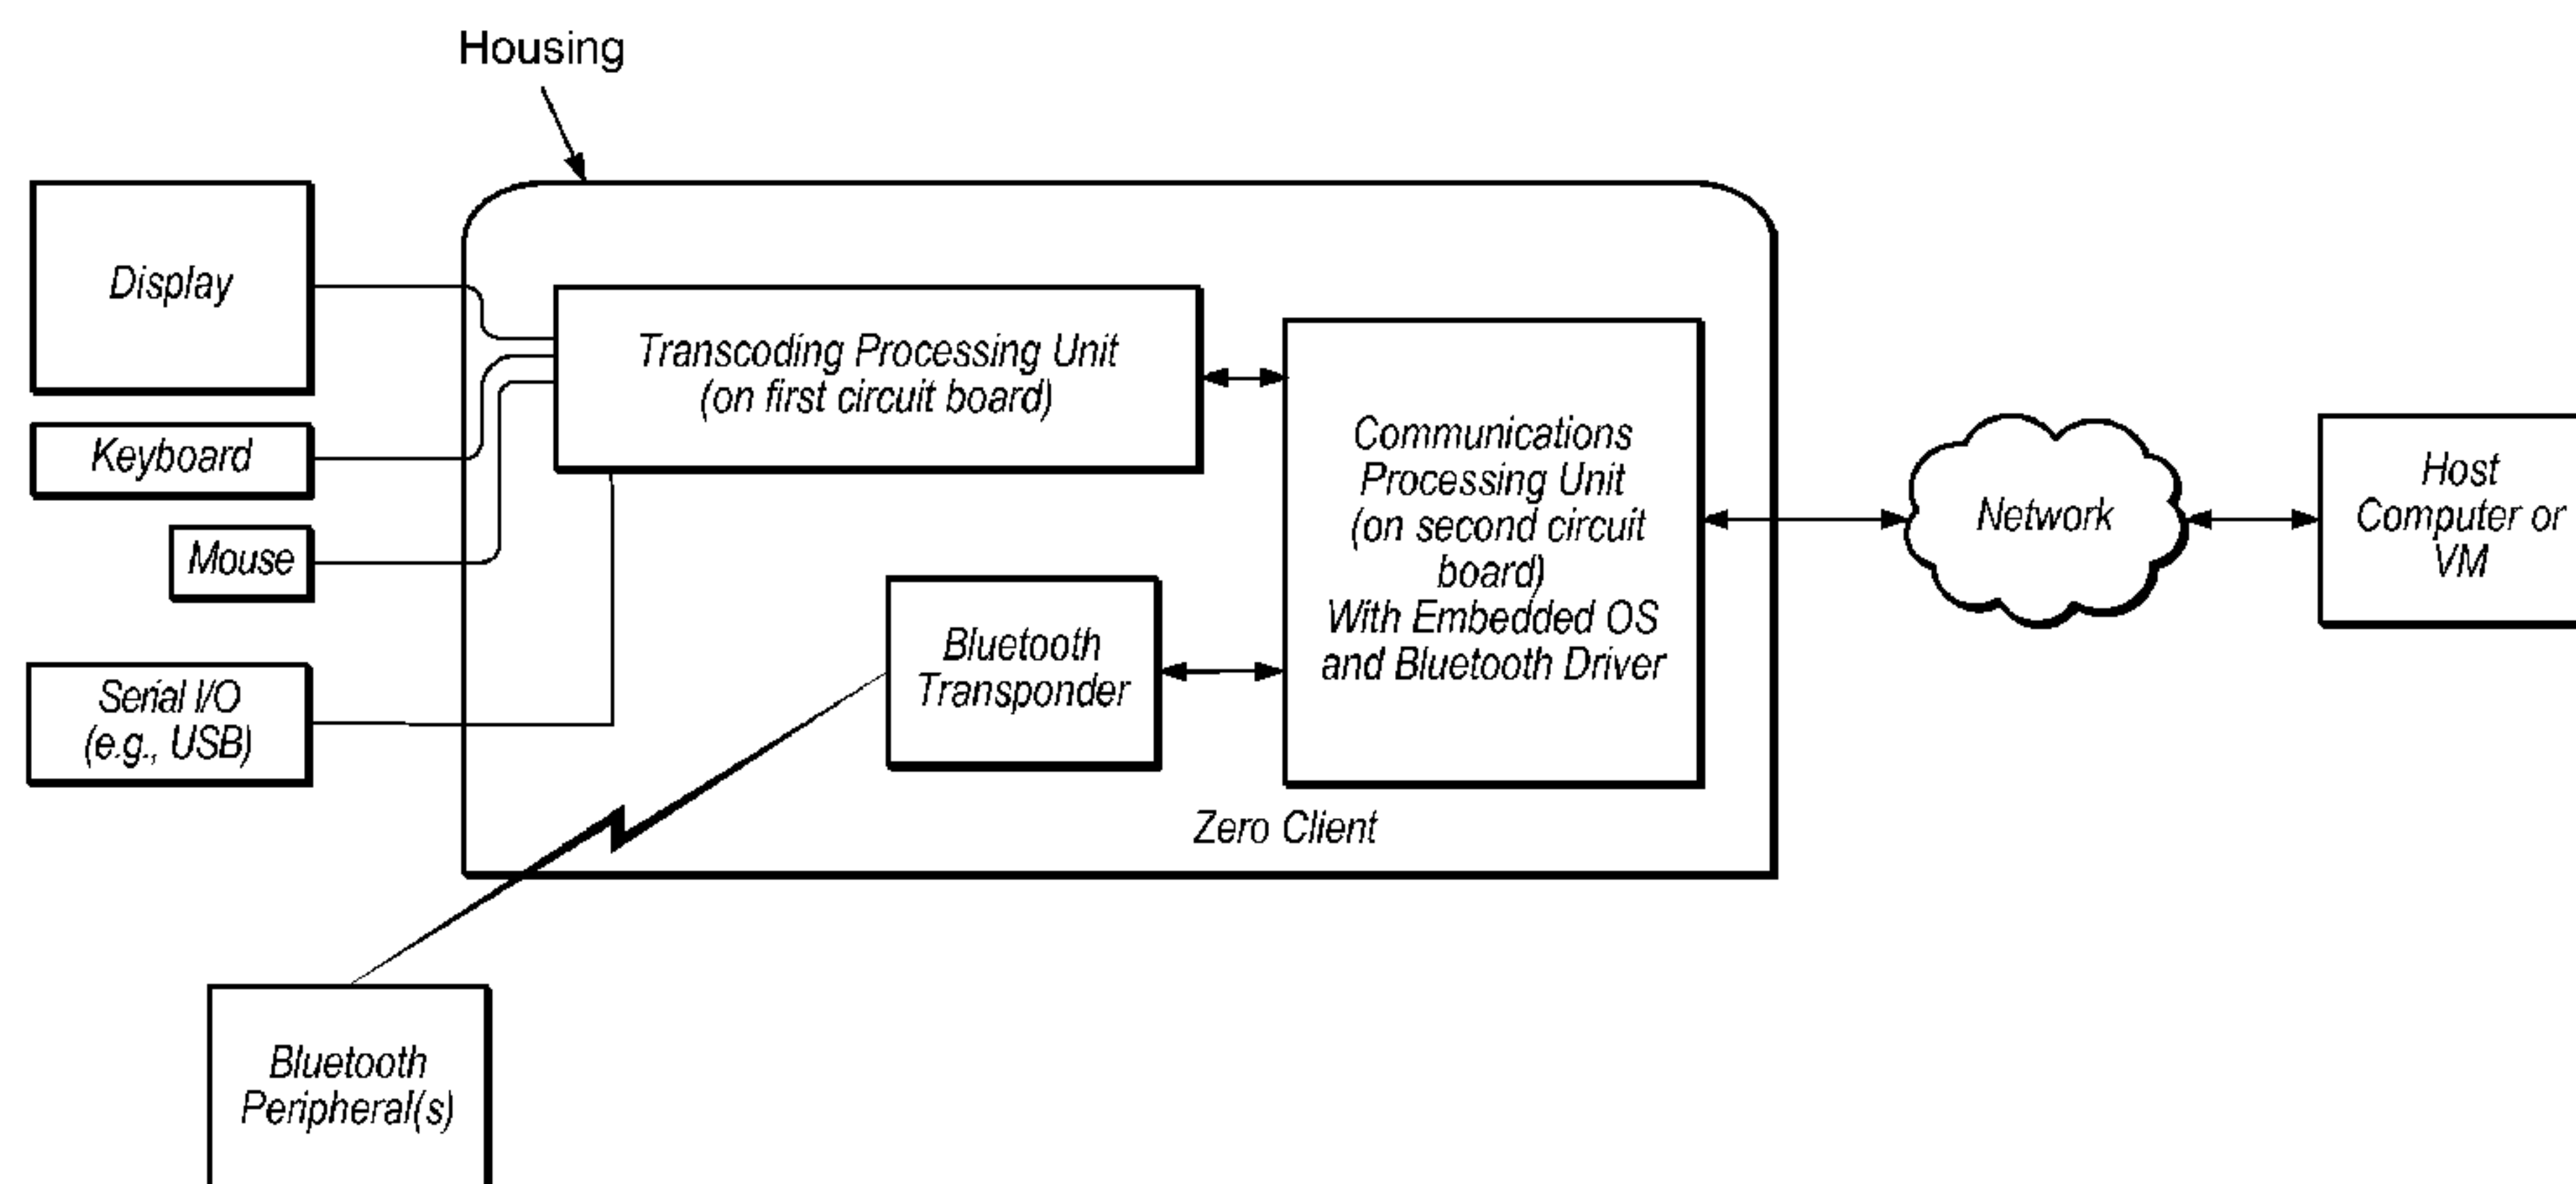 Housing
Display
Keyboard
Mouse
Serial I/O
(e.g., USB)
Transcoding Processing Unit
(on first circuit board)
Bluetooth
Transponder
Communications
Processing Unit
(on second circuit
board)
With Embedded OS
and Bluetooth Driver
Zero Client
Network
Host
Computer or
VM
Bluetooth
Peripheral(s)